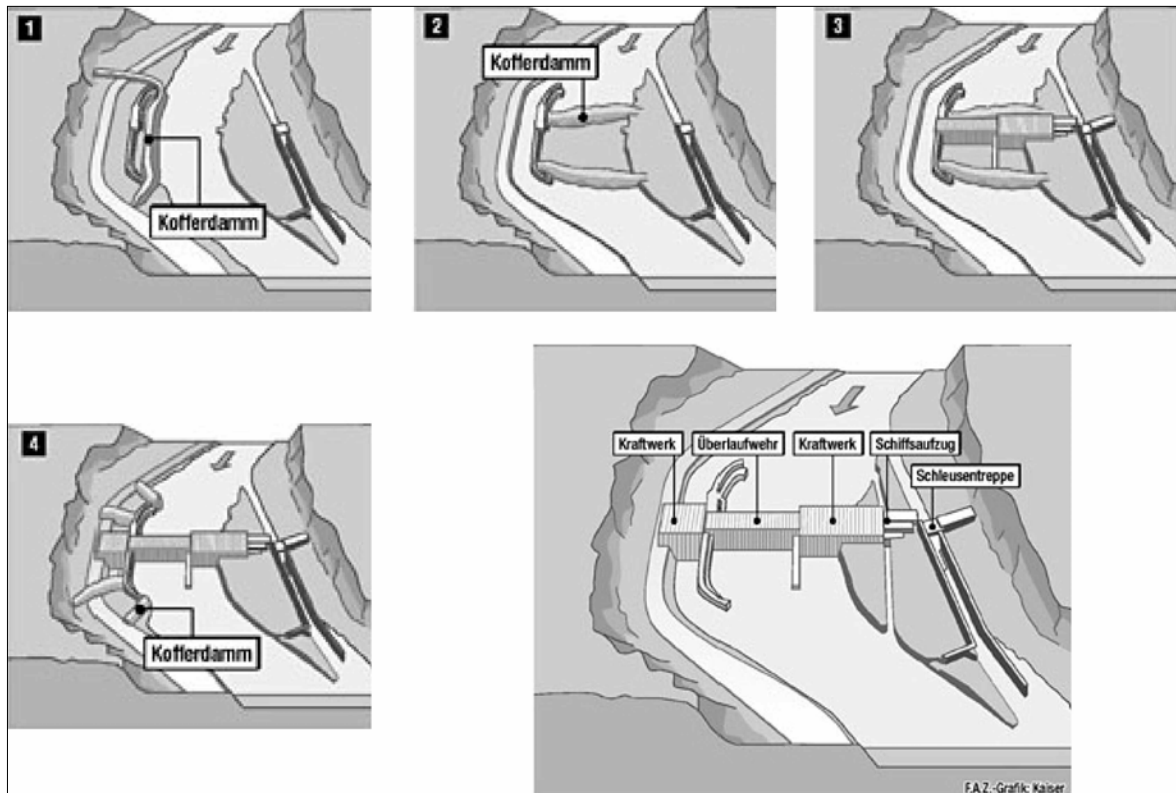 1
Kofferdamm
2
Kofferdamm
3
4
Kofferdamm
Kraftwerk
Überlaufwehr
Kraftwerk
Schiffsaufzug
Schleusentreppe
F.A.Z.-Grafik: Kaiser